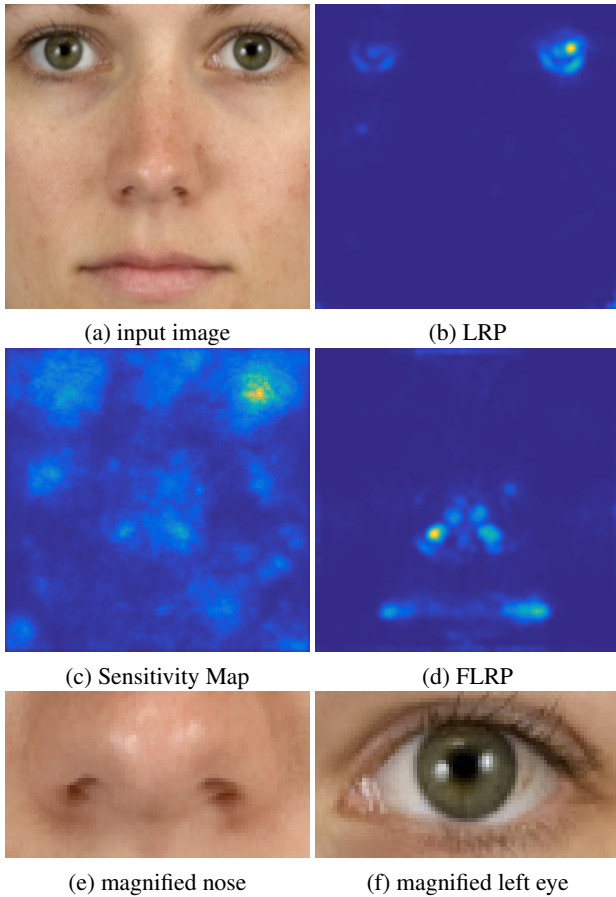 (a) input image
(b) LRP
(c) Sensitivity Map
(d) FLRP
(e) magnified nose
(f) magnified left eye